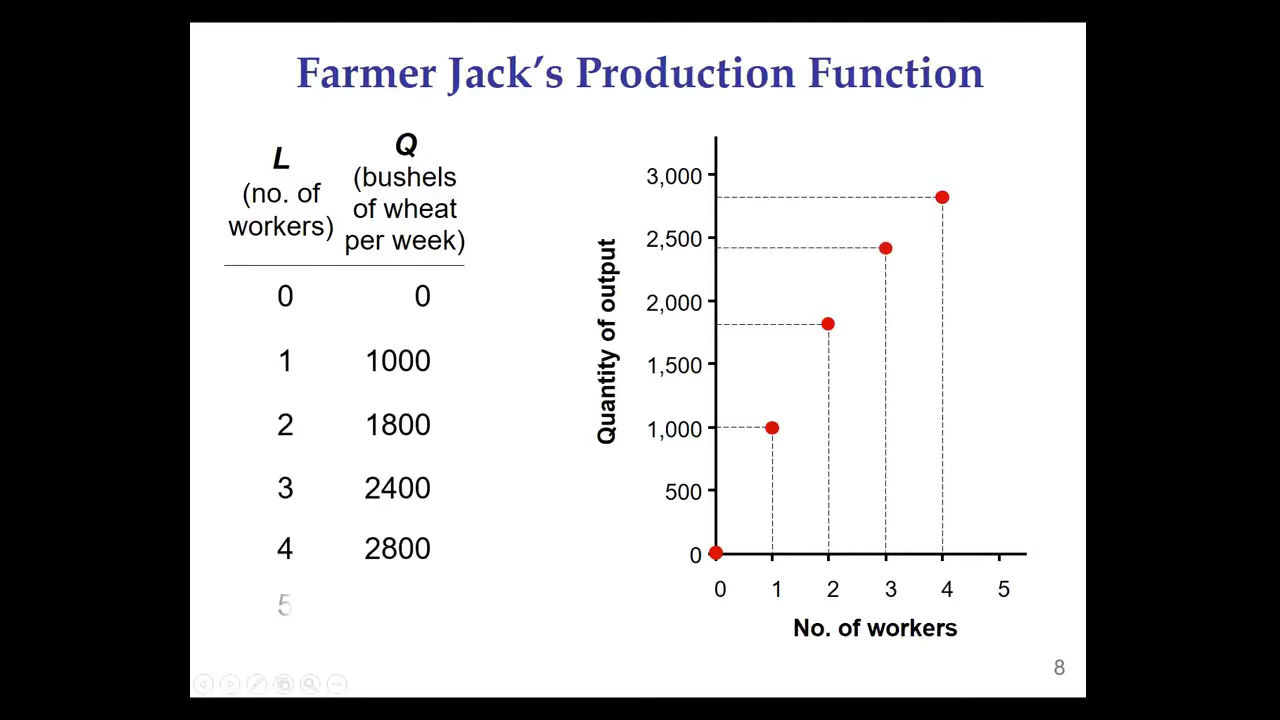 Farmer Jack’s Production Function
L
(no. of
workers)
Q
(bushels
of wheat
per week)
0 0
1 1000
2 1800
3 2400
4 2800
5
Quantity of output
3,000
2,500
2,000
1,500
1,000
500
0
0 1 2 3 4 5
No. of workers
8